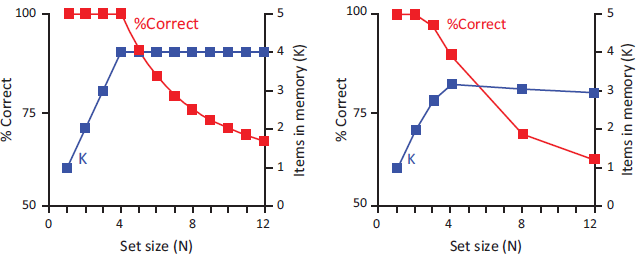 100
75
50
% Correct
%Correct
K
5
4
3
2
1
0
Items in memory (K)
0 4 8 12
Set size (N)
100
75
50
% Correct
%Correct
K
5
4
3
2
1
0
Items in memory (K)
0 4 8 12
Set size (N)